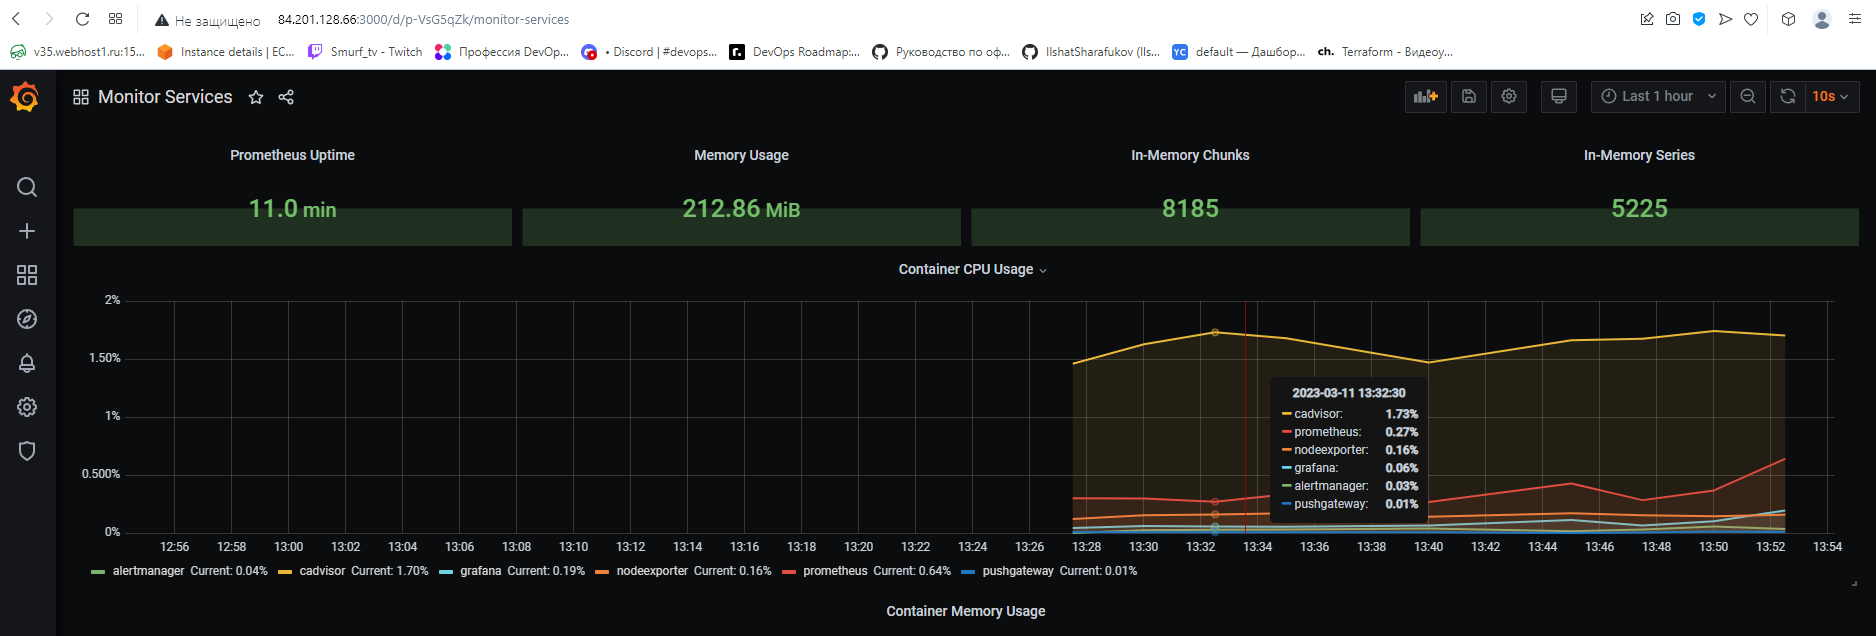 Не защищено 84.201.128.66:3000/d/p-VsG5qZk/monitor-services
v35.webhost1.ru:15... Instance details | EC... Smurf_tv - Twitch Профессия DevOp... • Discord | #devops... DevOps Roadmap:... Руководство по оф... IlshatSharafukov (Ils... YC default — Дашбор... ch. Terraform - Видеоу...
Monitor Services Last 1 hour 10s
Prometheus Uptime Memory Usage In-Memory Chunks In-Memory Series
11.0 min 212.86 MiB 8185 5225
Container CPU Usage
2%
1.50%
1%
0.500%
0%
2023-03-11 13:32:30
cadvisor: 1.73%
prometheus: 0.27%
nodeexporter: 0.16%
grafana: 0.06%
alertmanager: 0.03%
pushgateway: 0.01%
12:56 12:58 13:00 13:02 13:04 13:06 13:08 13:10 13:12 13:14 13:16 13:18 13:20 13:22 13:24 13:26 13:28 13:30 13:32 13:34 13:36 13:38 13:40 13:42 13:44 13:46 13:48 13:50 13:52 13:54
alertmanager Current: 0.04% cadvisor Current: 1.70% grafana Current: 0.19% nodeexporter Current: 0.16% prometheus Current: 0.64% pushgateway Current: 0.01%
Container Memory Usage